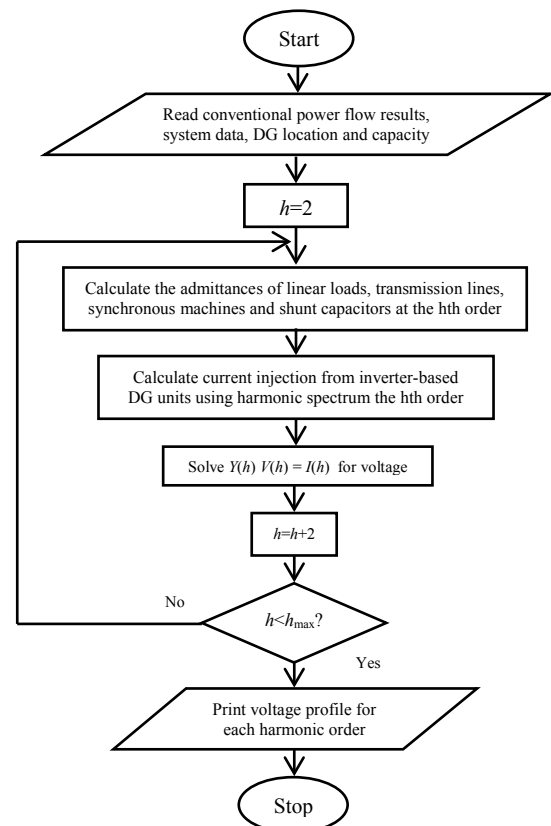 Start
Read conventional power flow results,
system data, DG location and capacity
h=2
Calculate the admittances of linear loads, transmission lines,
synchronous machines and shunt capacitors at the hth order
Calculate current injection from inverter-based
DG units using harmonic spectrum the hth order
Solve Y(h) V(h) = I(h) for voltage
h=h+2
No
h<hmax?
Yes
Print voltage profile for
each harmonic order
Stop